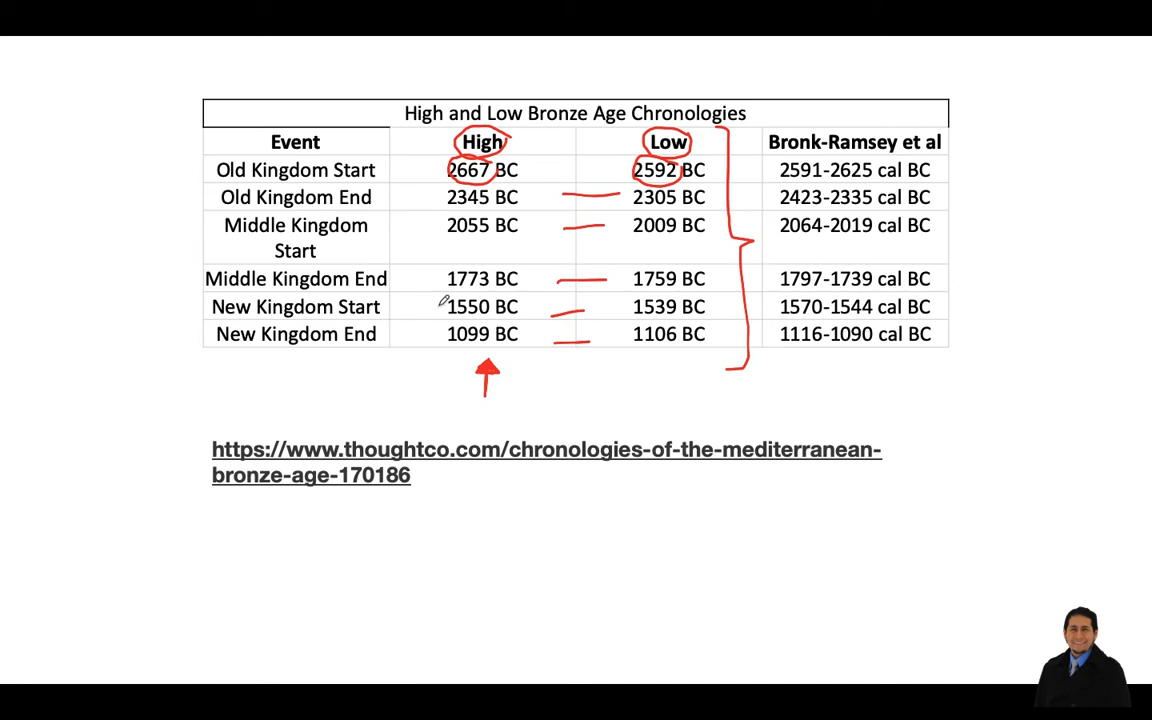 High and Low Bronze Age Chronologies
Event High Low Bronk-Ramsey et al
Old Kingdom Start 2667 BC 2592 BC 2591-2625 cal BC
Old Kingdom End 2345 BC 2305 BC 2423-2335 cal BC
Middle Kingdom 2055 BC 2009 BC 2064-2019 cal BC
Start
Middle Kingdom End 1773 BC 1759 BC 1797-1739 cal BC
New Kingdom Start 1550 BC 1539 BC 1570-1544 cal BC
New Kingdom End 1099 BC 1106 BC 1116-1090 cal BC
https://www.thoughtco.com/chronologies-of-the-mediterranean-
bronze-age-170186